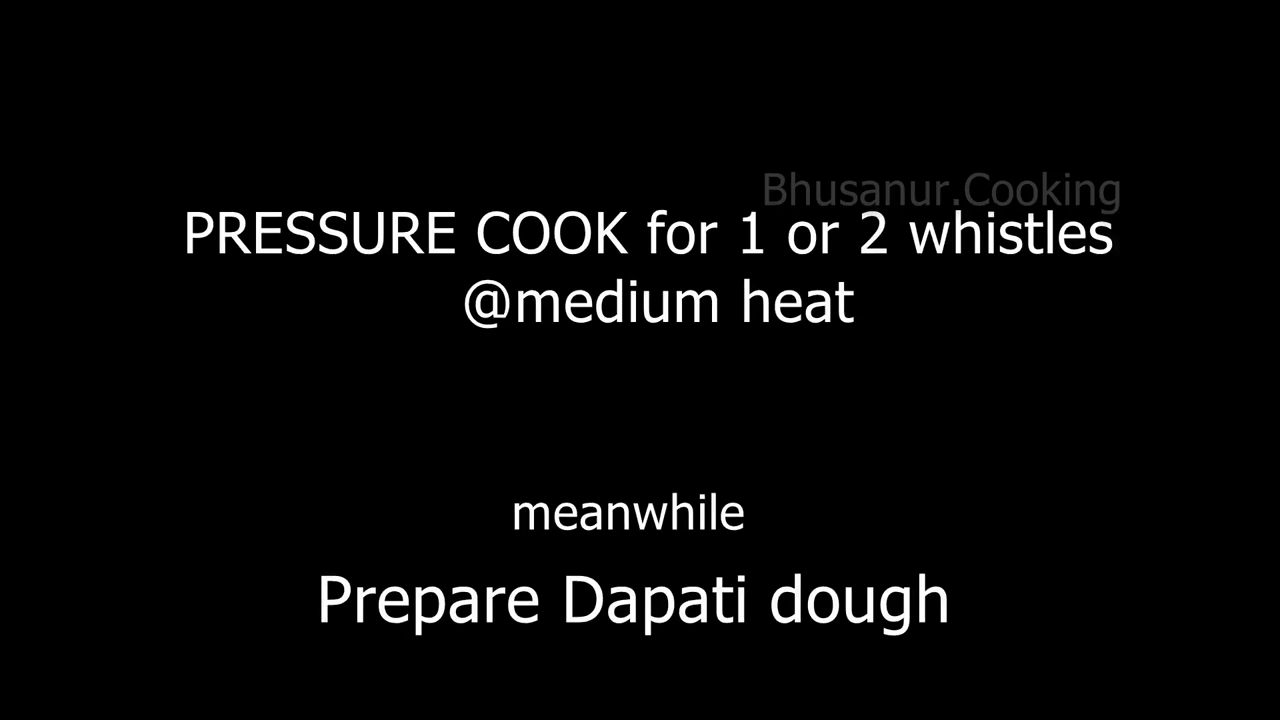 Bhusanur.Cooking
PRESSURE COOK for 1 or 2 whistles
@medium heat
meanwhile
Prepare Dapati dough